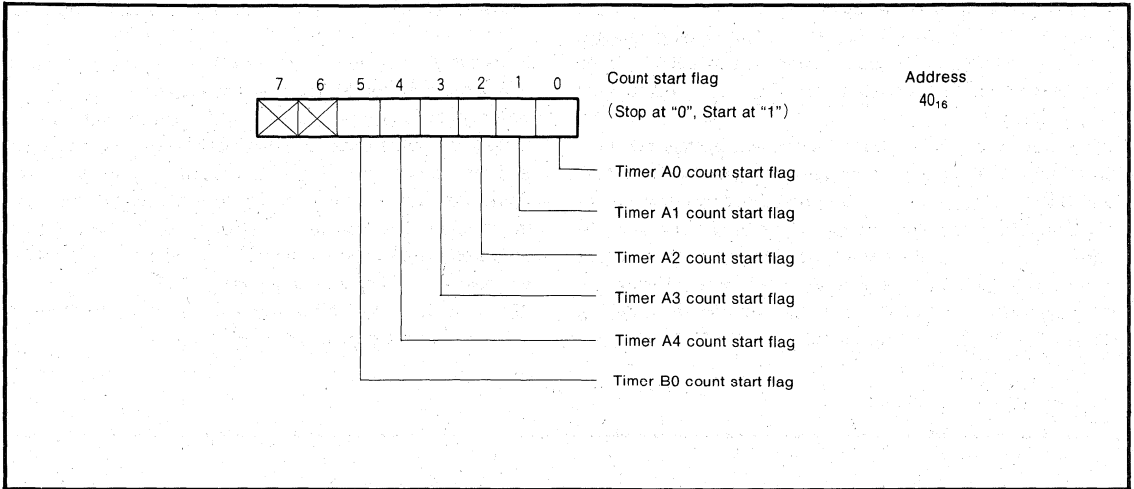 7 6 5 4 3 2 1 0
Count start flag
(Stop at “0”, Start at “1”)
Address
40₁₆
Timer A0 count start flag
Timer A1 count start flag
Timer A2 count start flag
Timer A3 count start flag
Timer A4 count start flag
Timer B0 count start flag